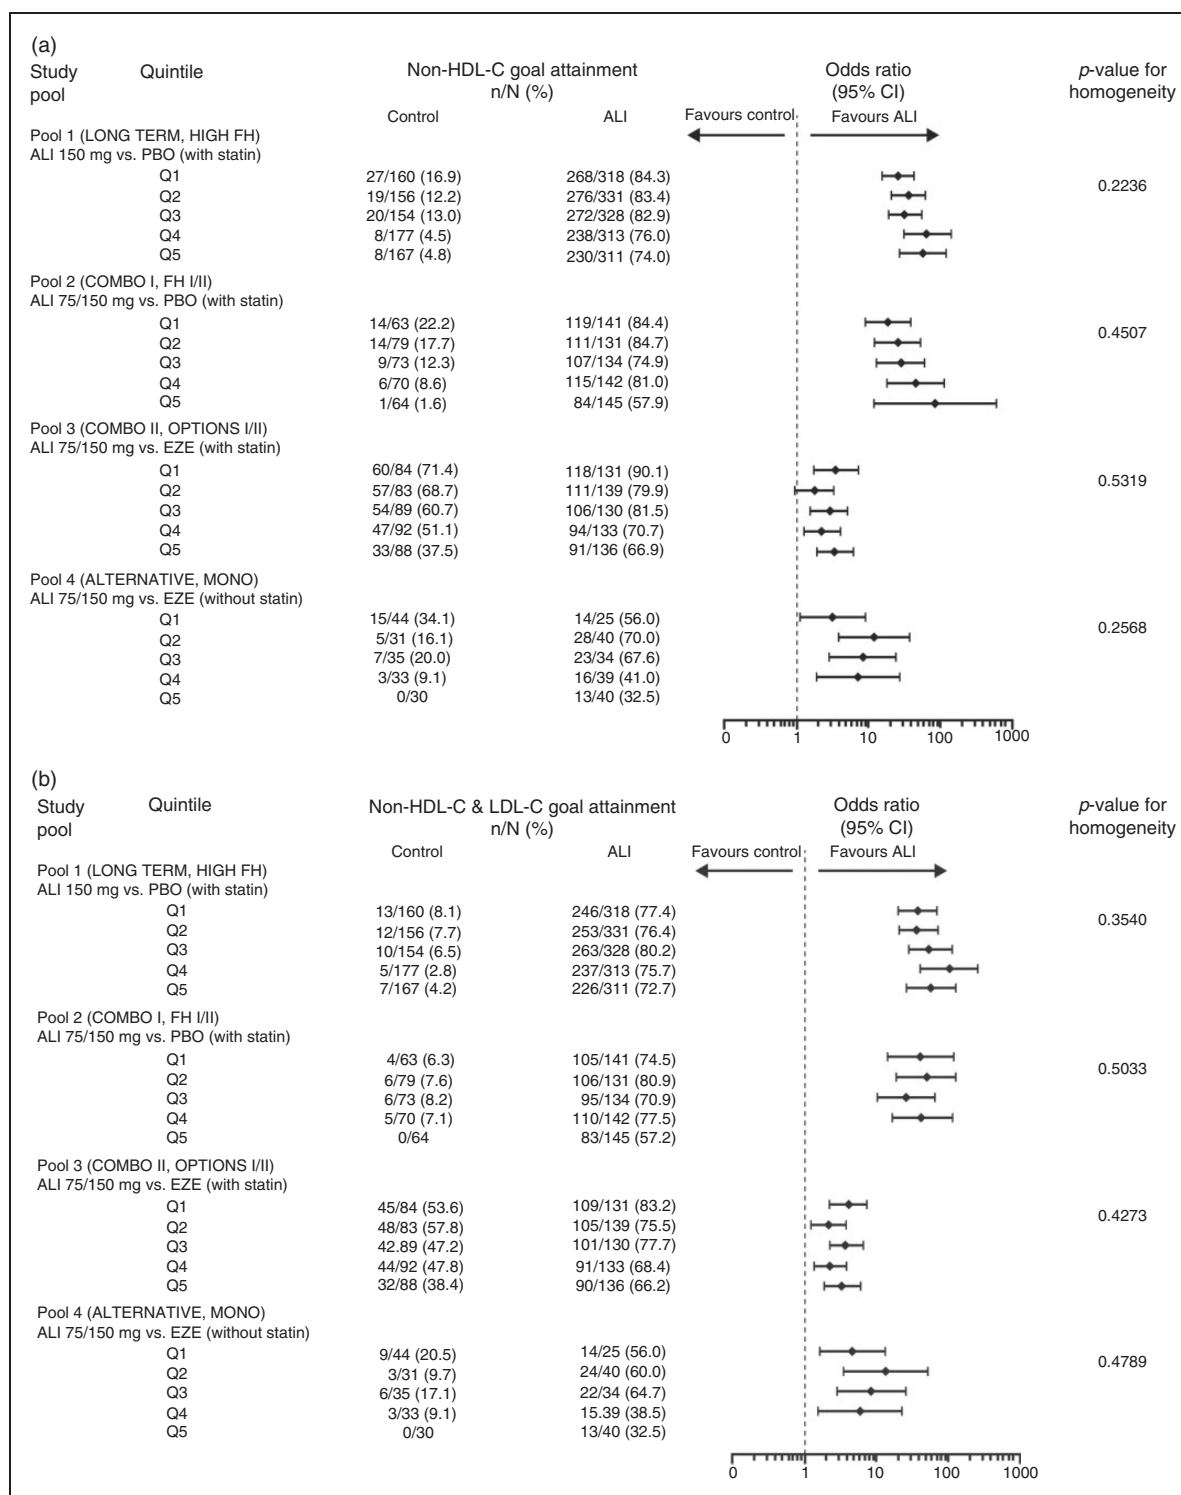 (a)
Study pool Quintile Non-HDL-C goal attainment n/N (%) Odds ratio (95% CI) p-value for homogeneity
Control ALI Favours control Favours ALI
Pool 1 (LONG TERM, HIGH FH)
ALI 150 mg vs. PBO (with statin)
Q1 27/160 (16.9) 268/318 (84.3) 0.2236
Q2 19/156 (12.2) 276/331 (83.4)
Q3 20/154 (13.0) 272/328 (82.9)
Q4 8/177 (4.5) 238/313 (76.0)
Q5 8/167 (4.8) 230/311 (74.0)
Pool 2 (COMBO I, FH I/II)
ALI 75/150 mg vs. PBO (with statin)
Q1 14/63 (22.2) 119/141 (84.4) 0.4507
Q2 14/79 (17.7) 111/131 (84.7)
Q3 9/73 (12.3) 107/134 (74.9)
Q4 6/70 (8.6) 115/142 (81.0)
Q5 1/64 (1.6) 84/145 (57.9)
Pool 3 (COMBO II, OPTIONS I/II)
ALI 75/150 mg vs. EZE (with statin)
Q1 60/84 (71.4) 118/131 (90.1) 0.5319
Q2 57/83 (68.7) 111/139 (79.9)
Q3 54/89 (60.7) 106/130 (81.5)
Q4 47/92 (51.1) 94/133 (70.7)
Q5 33/88 (37.5) 91/136 (66.9)
Pool 4 (ALTERNATIVE, MONO)
ALI 75/150 mg vs. EZE (without statin)
Q1 15/44 (34.1) 14/25 (56.0) 0.2568
Q2 5/31 (16.1) 28/40 (70.0)
Q3 7/35 (20.0) 23/34 (67.6)
Q4 3/33 (9.1) 16/39 (41.0)
Q5 0/30 13/40 (32.5)
0 1 10 100 1000
(b)
Study pool Quintile Non-HDL-C & LDL-C goal attainment n/N (%) Odds ratio (95% CI) p-value for homogeneity
Control ALI Favours control Favours ALI
Pool 1 (LONG TERM, HIGH FH)
ALI 150 mg vs. PBO (with statin)
Q1 13/160 (8.1) 246/318 (77.4) 0.3540
Q2 12/156 (7.7) 253/331 (76.4)
Q3 10/154 (6.5) 263/328 (80.2)
Q4 5/177 (2.8) 237/313 (75.7)
Q5 7/167 (4.2) 226/311 (72.7)
Pool 2 (COMBO I, FH I/II)
ALI 75/150 mg vs. PBO (with statin)
Q1 4/63 (6.3) 105/141 (74.5) 0.5033
Q2 6/79 (7.6) 106/131 (80.9)
Q3 6/73 (8.2) 95/134 (70.9)
Q4 5/70 (7.1) 110/142 (77.5)
Q5 0/64 83/145 (57.2)
Pool 3 (COMBO II, OPTIONS I/II)
ALI 75/150 mg vs. EZE (with statin)
Q1 45/84 (53.6) 109/131 (83.2) 0.4273
Q2 48/83 (57.8) 105/139 (75.5)
Q3 42.89 (47.2) 101/130 (77.7)
Q4 44/92 (47.8) 91/133 (68.4)
Q5 32/88 (38.4) 90/136 (66.2)
Pool 4 (ALTERNATIVE, MONO)
ALI 75/150 mg vs. EZE (without statin)
Q1 9/44 (20.5) 14/25 (56.0) 0.4789
Q2 3/31 (9.7) 24/40 (60.0)
Q3 6/35 (17.1) 22/34 (64.7)
Q4 3/33 (9.1) 15.39 (38.5)
Q5 0/30 13/40 (32.5)
0 1 10 100 1000